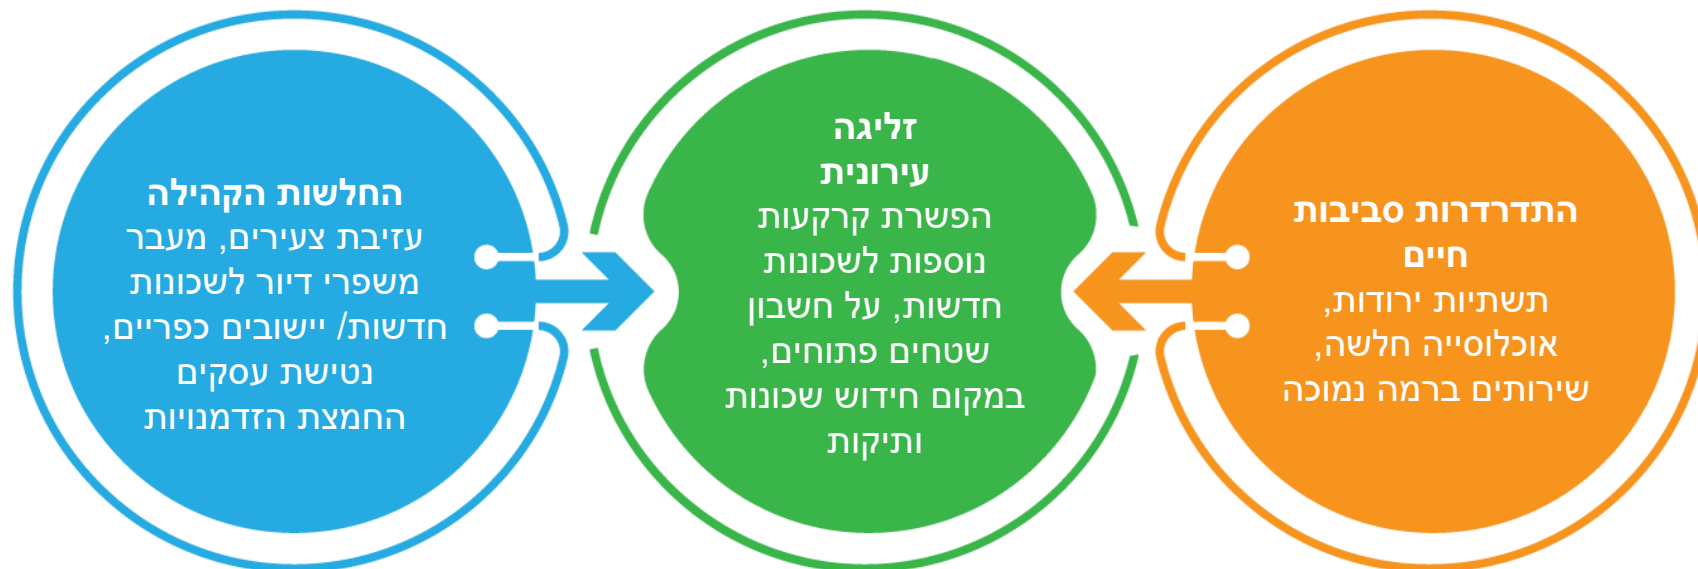 התדרדרות סביבות
חיים
תשתיות ירודות,
אוכלוסייה חלשה,
שירותים ברמה נמוכה
זליגה
עירונית
הפשרת קרקעות
נוספות לשכונות
חדשות, על חשבון
שטחים פתוחים,
במקום חידוש שכונות
ותיקות
החלשות הקהילה
עזיבת צעירים, מעבר
משפרי דיור לשכונות
חדשות/ יישובים כפריים,
נטישת עסקים
החמצת הזדמנויות